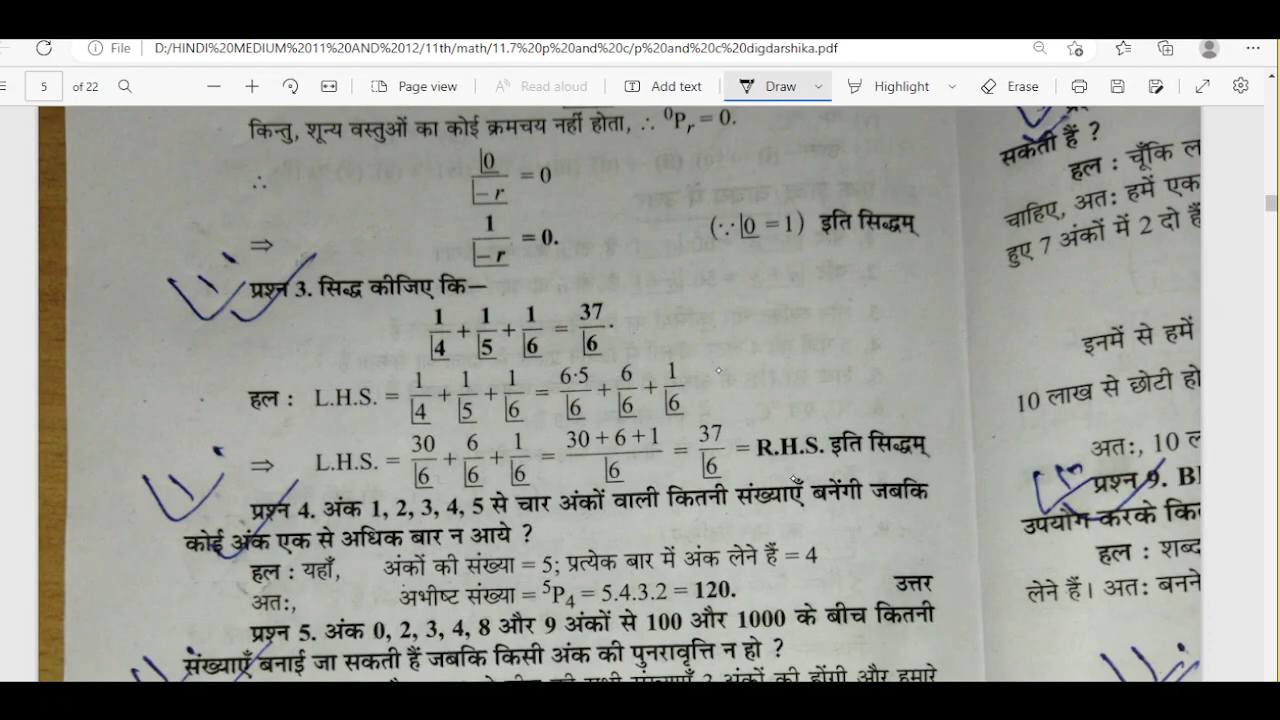 File D:/HINDI%20MEDIUM%2011%20AND%2012/11th/math/11.7%20p%20and%20c/p%20and%20c%20digdarshika.pdf
5 of 22 Page view Read aloud Add text Draw Highlight Erase
किन्तु, शून्य वस्तुओं का कोई क्रमचय नहीं होता, ∴ ⁰Pᵣ = 0.
∴ |0 / |−r = 0
⇒ 1 / |−r = 0. (∵ |0 = 1) इति सिद्धम्
प्रश्न 3. सिद्ध कीजिए कि—
1/|4 + 1/|5 + 1/|6 = 37/|6.
हल : L.H.S. = 1/|4 + 1/|5 + 1/|6 = 6·5/|6 + 6/|6 + 1/|6
⇒ L.H.S. = 30/|6 + 6/|6 + 1/|6 = 30 + 6 + 1/|6 = 37/|6 = R.H.S. इति सिद्धम्
प्रश्न 4. अंक 1, 2, 3, 4, 5 से चार अंकों वाली कितनी संख्याएँ बनेंगी जबकि
कोई अंक एक से अधिक बार न आये ?
हल : यहाँ, अंकों की संख्या = 5; प्रत्येक बार में अंक लेने हैं = 4
अतः, अभीष्ट संख्या = ⁵P₄ = 5.4.3.2 = 120. उत्तर
प्रश्न 5. अंक 0, 2, 3, 4, 8 और 9 अंकों से 100 और 1000 के बीच कितनी
संख्याएँ बनाई जा सकती हैं जबकि किसी अंक की पुनरावृत्ति न हो ?
सकती हैं ?
हल : चूँकि
चाहिए, अतः हमें एक
हुए 7 अंकों में 2 दो
इनमें से हमें
10 लाख से छोटी हो
अतः, 10
प्रश्न 9.
उपयोग करके
हल : शब्द
लेने हैं। अतः बनने